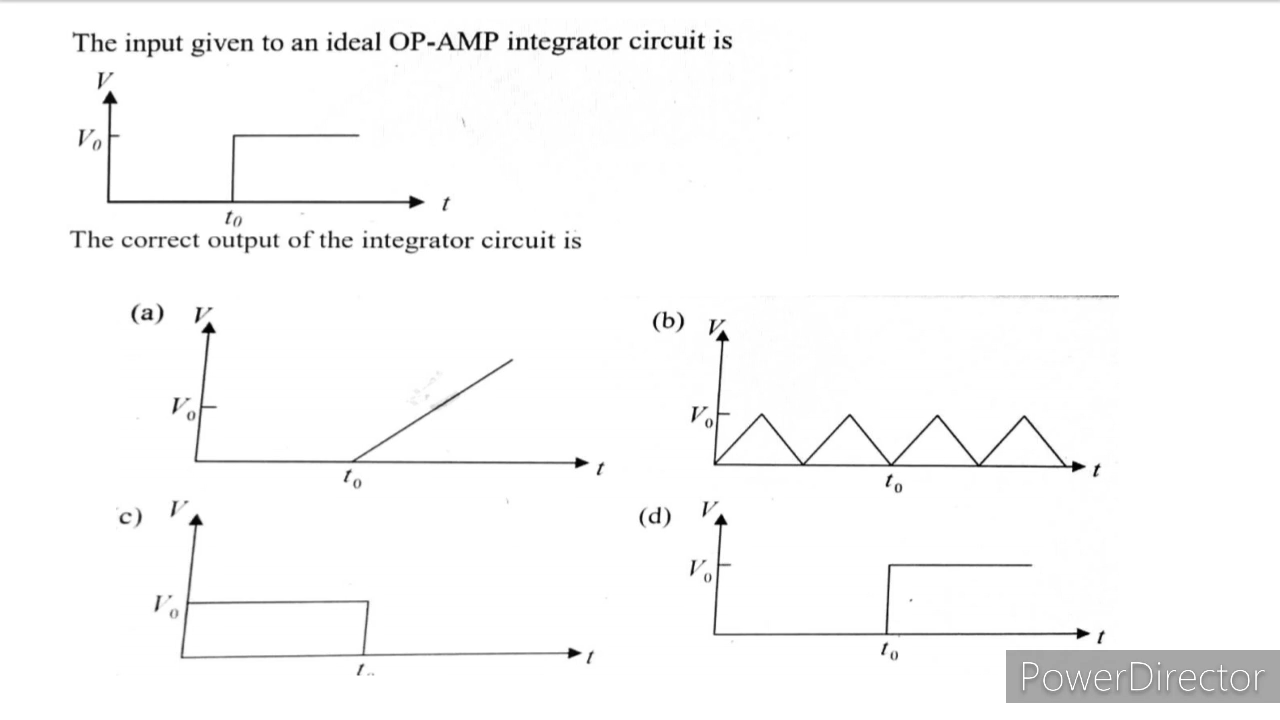 The input given to an ideal OP-AMP integrator circuit is
V
V₀
t
t₀
The correct output of the integrator circuit is
(a) V
V₀
t₀
t
(b) V
V₀
t₀
t
c) V
V₀
t
(d) V
V₀
t₀
t
PowerDirector